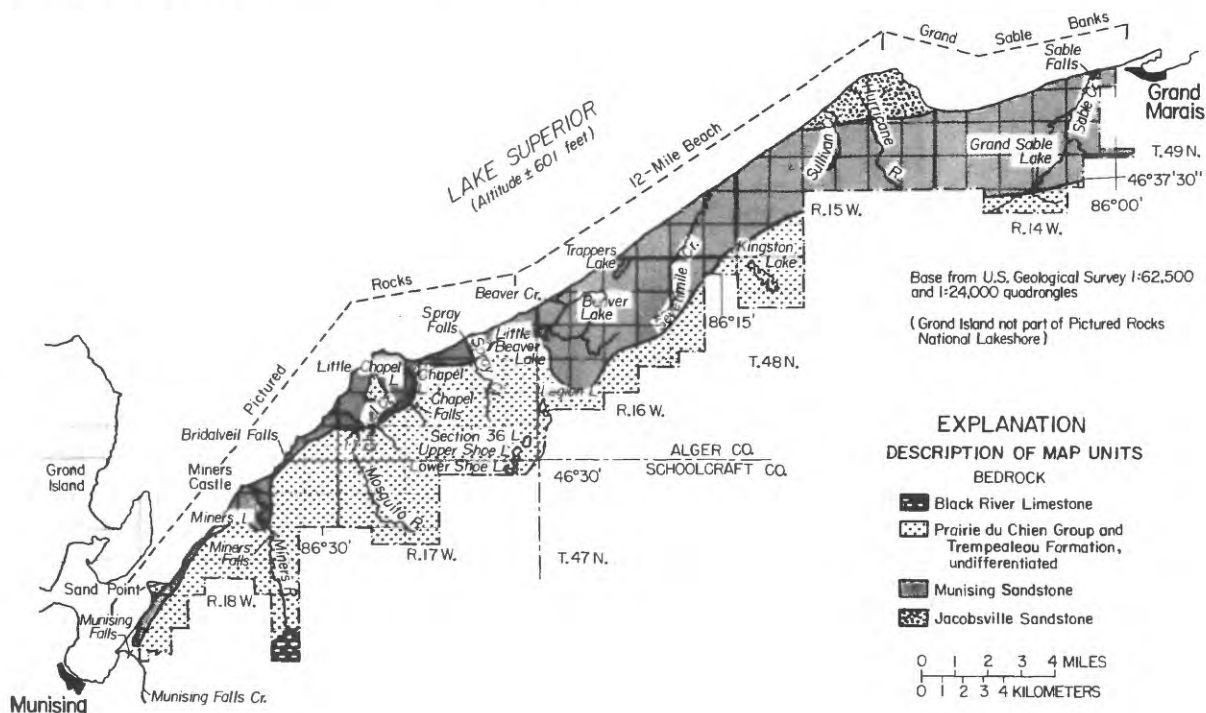 Grand Sable Banks
Sable Falls
Grand Marais
LAKE SUPERIOR
(Altitude ± 601 feet)
12-Mile Beach
Sullivan Cr.
Hurricane R.
Sable Cr.
Grand Sable Lake
T.49 N.
46°37'30"
86°00'
R.15 W.
R.14 W.
Trappers Lake
Kingston Lake
Rocks
Beaver Cr.
Beaver Lake
Sevenmile Cr.
Spray Falls
Little Beaver Lake
Spray Cr.
86°15'
Base from U.S. Geological Survey 1:62,500
and 1:24,000 quadrangles
(Grand Island not part of Pictured Rocks
National Lakeshore)
T.48 N.
Little Chapel L.
Chapel L.
Chapel Falls
Legion L.
R.16 W.
Pictured
Bridalveil Falls
Section 36 L.
Upper Shoe L.
Lower Shoe L.
ALGER CO.
SCHOOLCRAFT CO.
46°30'
Grand Island
Miners Castle
Miners L.
Mosquito R.
Miners Falls
Miners R.
86°30'
R.17 W.
T.47 N.
Sand Point
R.18 W.
Munising Falls
Munising
Munising Falls Cr.
EXPLANATION
DESCRIPTION OF MAP UNITS
BEDROCK
Black River Limestone
Prairie du Chien Group and
Trempealeau Formation,
undifferentiated
Munising Sandstone
Jacobsville Sandstone
0 1 2 3 4 MILES
0 1 2 3 4 KILOMETERS